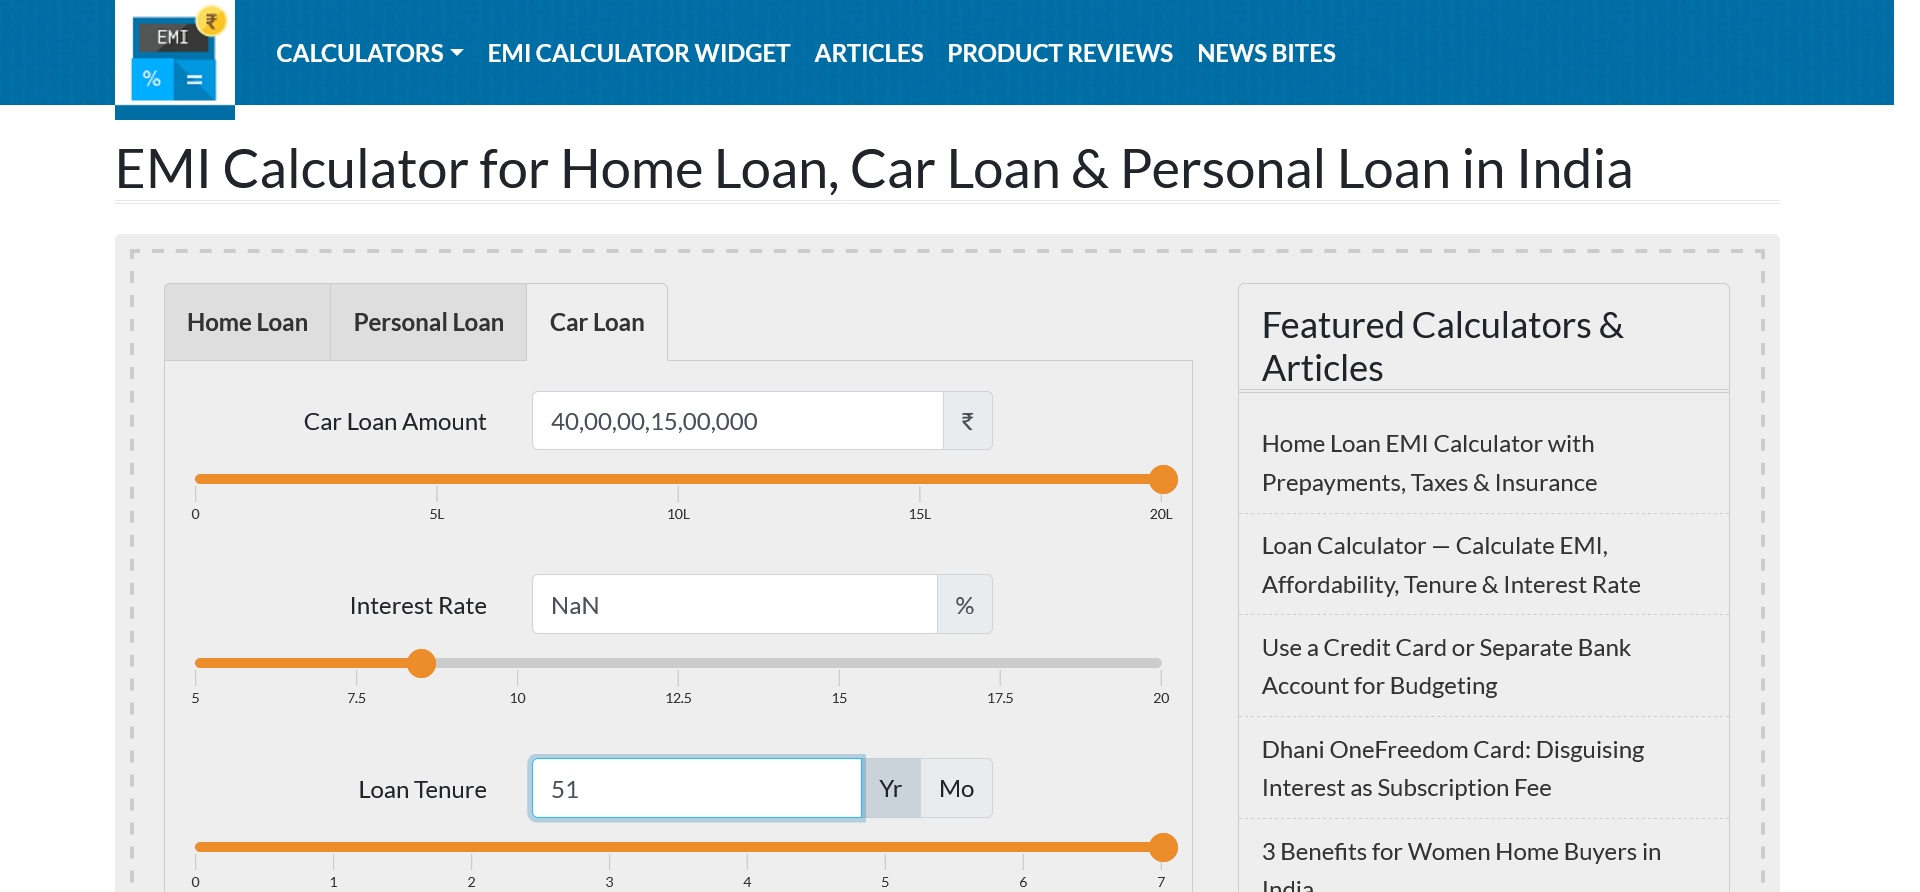 EMI
₹
%
=
CALCULATORS
EMI CALCULATOR WIDGET
ARTICLES
PRODUCT REVIEWS
NEWS BITES
EMI Calculator for Home Loan, Car Loan & Personal Loan in India
Home Loan
Personal Loan
Car Loan
Car Loan Amount
40,00,00,15,00,000
₹
0
5L
10L
15L
20L
Interest Rate
NaN
%
5
7.5
10
12.5
15
17.5
20
Loan Tenure
51
Yr
Mo
0
1
2
3
4
5
6
7
Featured Calculators &
Articles
Home Loan EMI Calculator with
Prepayments, Taxes & Insurance
Loan Calculator — Calculate EMI,
Affordability, Tenure & Interest Rate
Use a Credit Card or Separate Bank
Account for Budgeting
Dhani OneFreedom Card: Disguising
Interest as Subscription Fee
3 Benefits for Women Home Buyers in
India